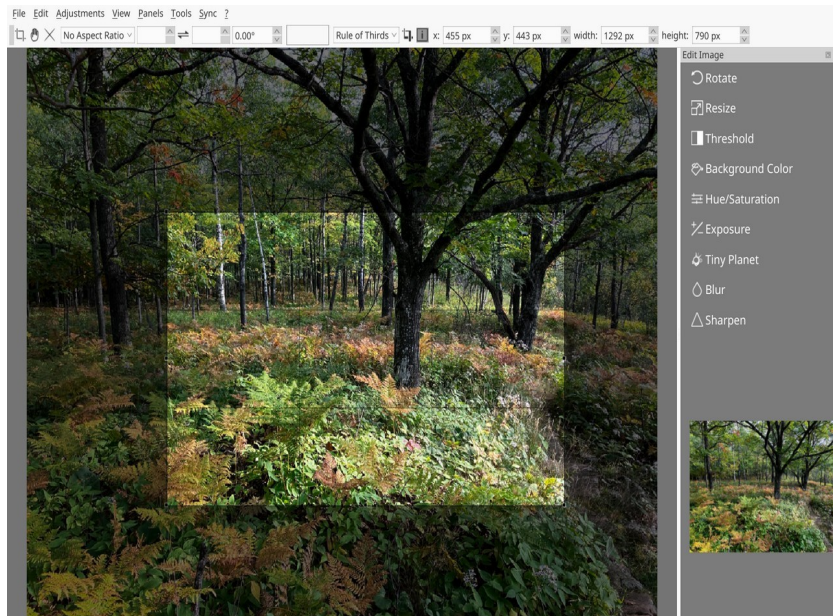 File Edit Adjustments View Panels Tools Sync ?
No Aspect Ratio 0.00° Rule of Thirds x: 455 px y: 443 px width: 1292 px height: 790 px
Edit Image
Rotate
Resize
Threshold
Background Color
Hue/Saturation
Exposure
Tiny Planet
Blur
Sharpen